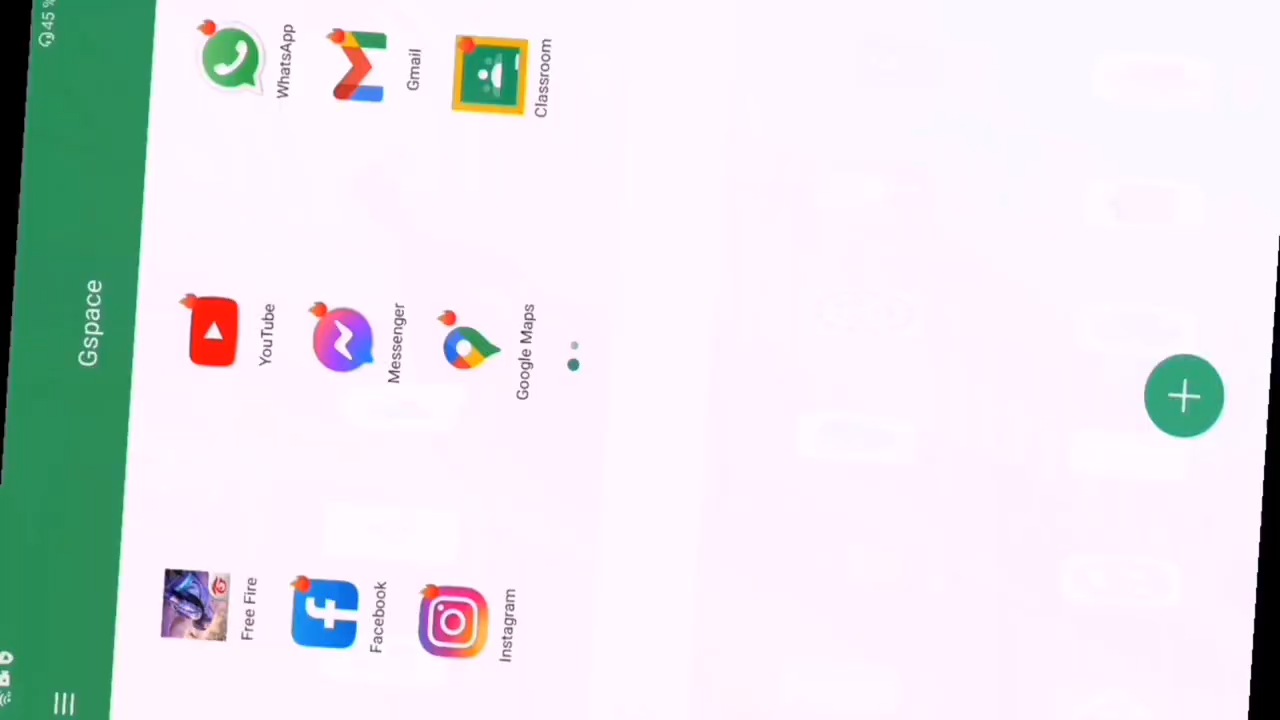 45 %
Gspace
Free Fire
YouTube
WhatsApp
Facebook
Messenger
Gmail
Instagram
Google Maps
Classroom